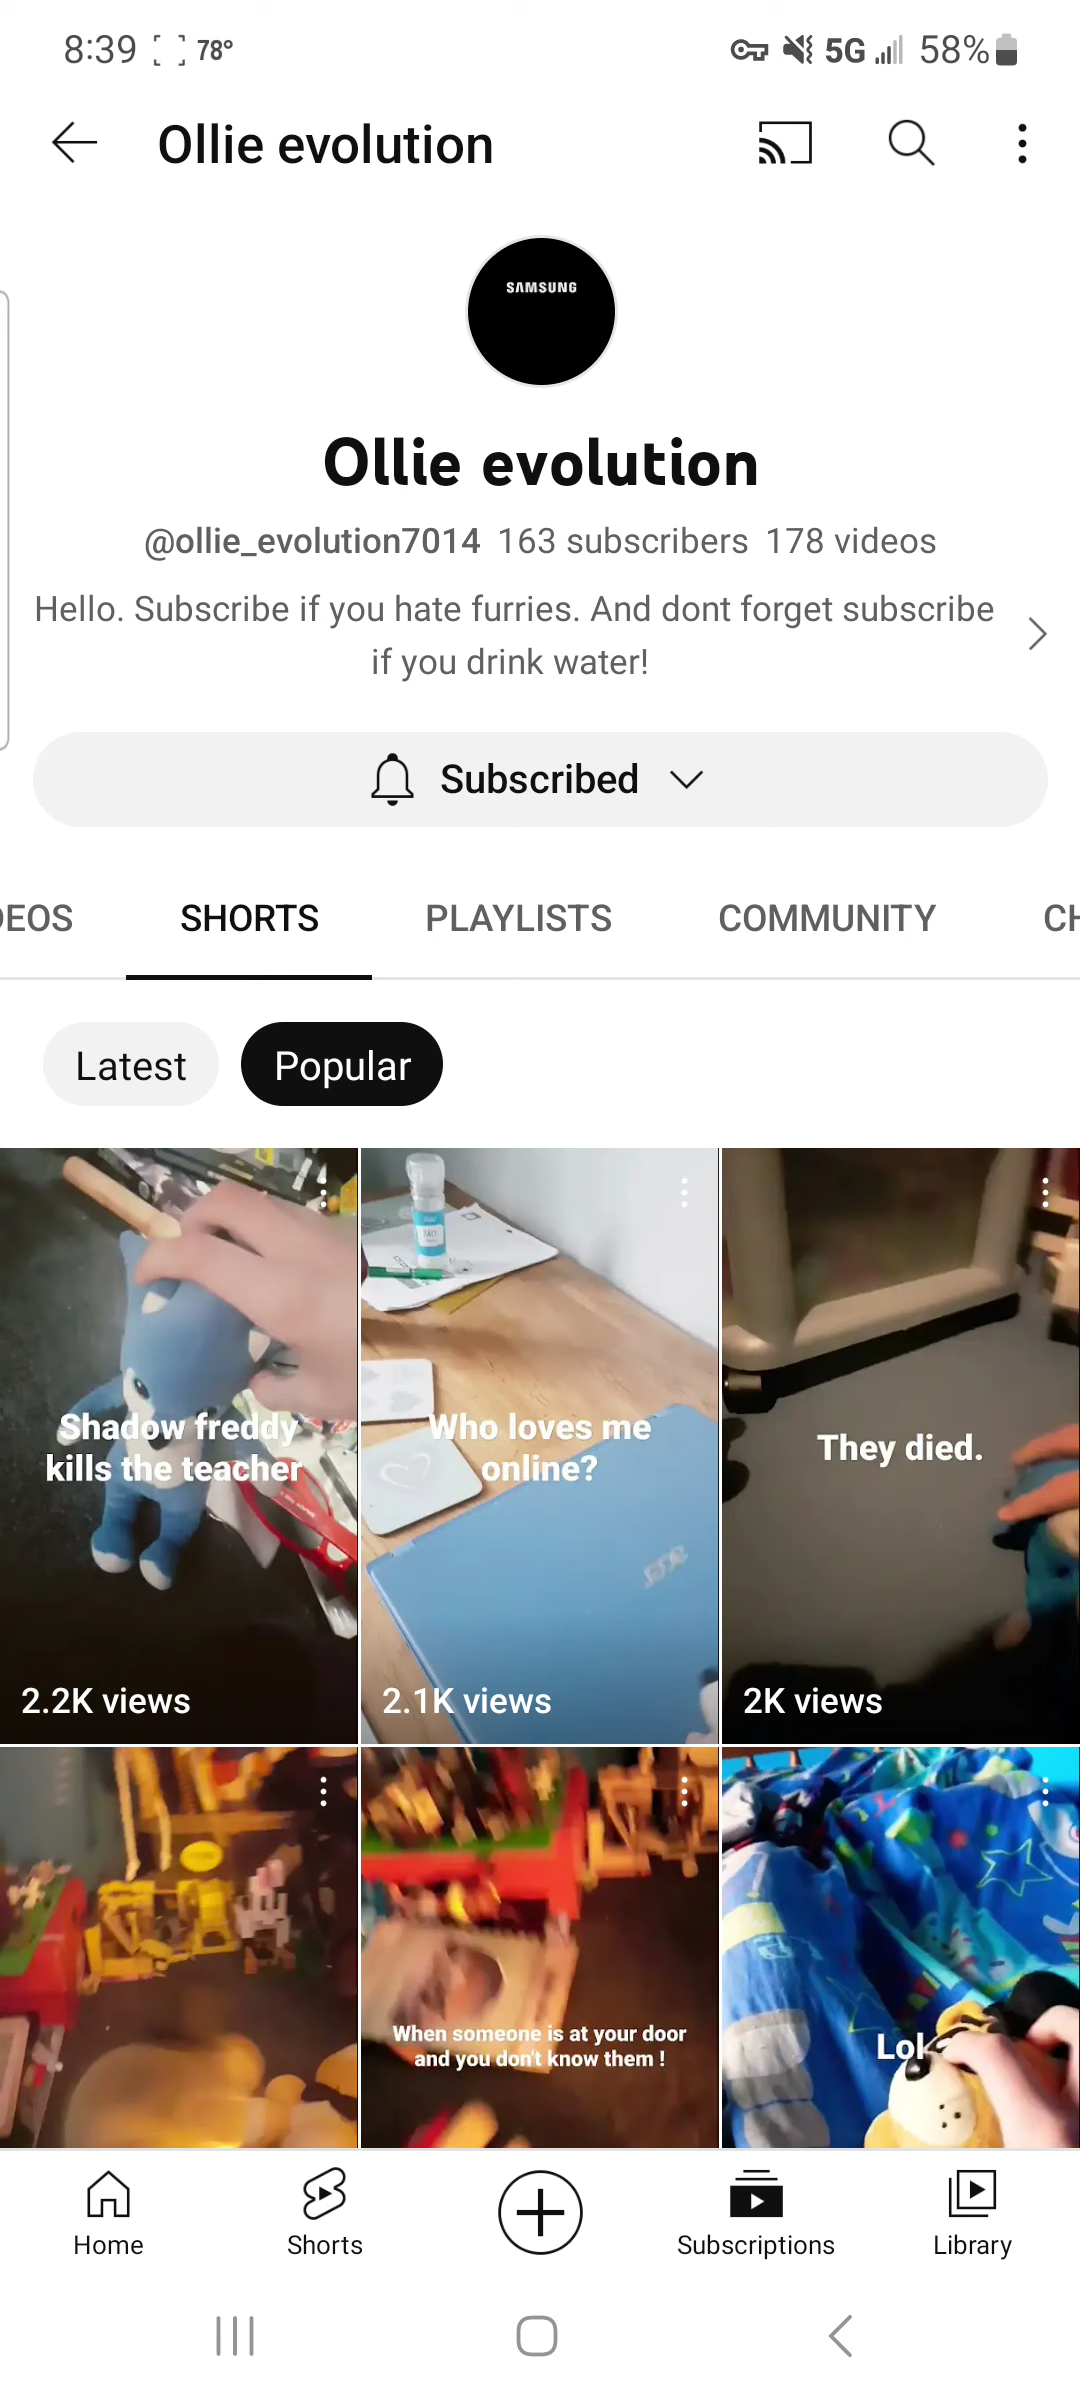 8:39 78°
5G 58%
Ollie evolution
SAMSUNG
Ollie evolution
@ollie_evolution7014 163 subscribers 178 videos
Hello. Subscribe if you hate furries. And dont forget subscribe
if you drink water!
Subscribed
DEOS SHORTS PLAYLISTS COMMUNITY CH
Latest Popular
Shadow freddy
kills the teacher
2.2K views
Who loves me
online?
acer
2.1K views
They died.
2K views
When someone is at your door
and you don't know them !
Lol
Home Shorts Subscriptions Library